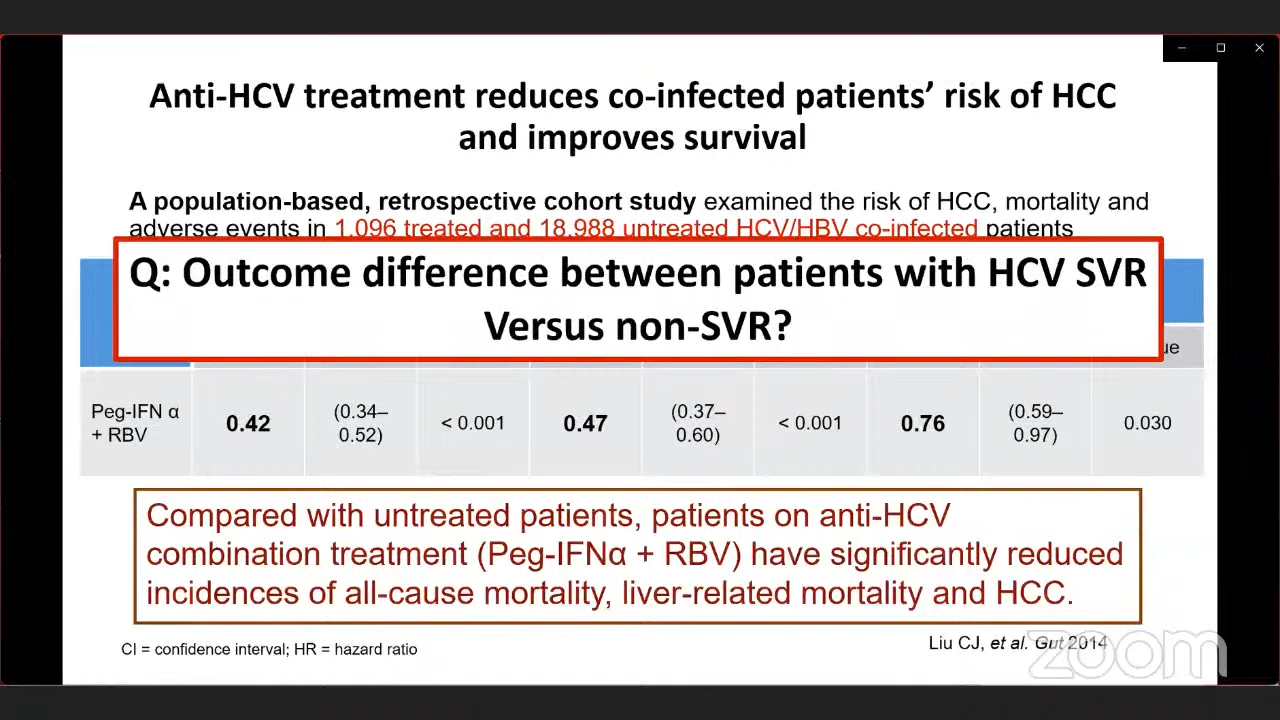 Anti-HCV treatment reduces co-infected patients’ risk of HCC
and improves survival
A population-based, retrospective cohort study examined the risk of HCC, mortality and
adverse events in 1,096 treated and 18,988 untreated HCV/HBV co-infected patients
Q: Outcome difference between patients with HCV SVR
Versus non-SVR?
Peg-IFN α
+ RBV
0.42
(0.34–
0.52)
< 0.001
0.47
(0.37–
0.60)
< 0.001
0.76
(0.59–
0.97)
0.030
Compared with untreated patients, patients on anti-HCV
combination treatment (Peg-IFNα + RBV) have significantly reduced
incidences of all-cause mortality, liver-related mortality and HCC.
CI = confidence interval; HR = hazard ratio
Liu CJ, et al. Gut 2014
zoom